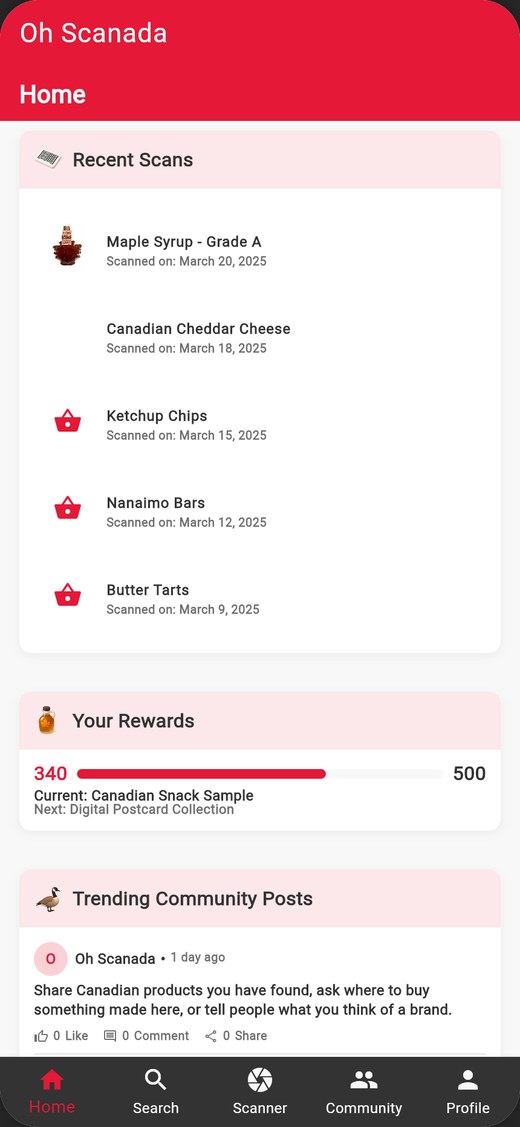 Oh Scanada
Home
Recent Scans
Maple Syrup - Grade A
Scanned on: March 20, 2025
Canadian Cheddar Cheese
Scanned on: March 18, 2025
Ketchup Chips
Scanned on: March 15, 2025
Nanaimo Bars
Scanned on: March 12, 2025
Butter Tarts
Scanned on: March 9, 2025
Your Rewards
340 500
Current: Canadian Snack Sample
Next: Digital Postcard Collection
Trending Community Posts
O Oh Scanada • 1 day ago
Share Canadian products you have found, ask where to buy
something made here, or tell people what you think of a brand.
0 Like 0 Comment 0 Share
Home Search Scanner Community Profile